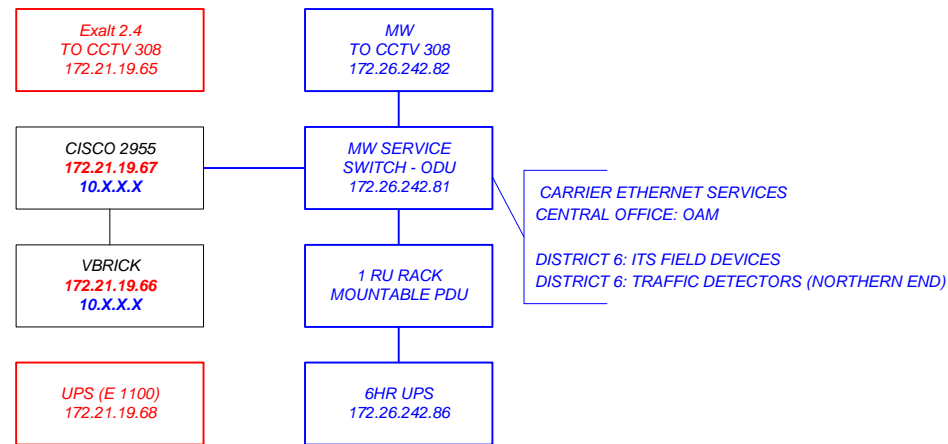 Exalt 2.4
TO CCTV 308
172.21.19.65
MW
TO CCTV 308
172.26.242.82
CISCO 2955
172.21.19.67
10.X.X.X
MW SERVICE
SWITCH - ODU
172.26.242.81
CARRIER ETHERNET SERVICES
CENTRAL OFFICE: OAM
DISTRICT 6: ITS FIELD DEVICES
DISTRICT 6: TRAFFIC DETECTORS (NORTHERN END)
VBRICK
172.21.19.66
10.X.X.X
1 RU RACK
MOUNTABLE PDU
UPS (E 1100)
172.21.19.68
6HR UPS
172.26.242.86